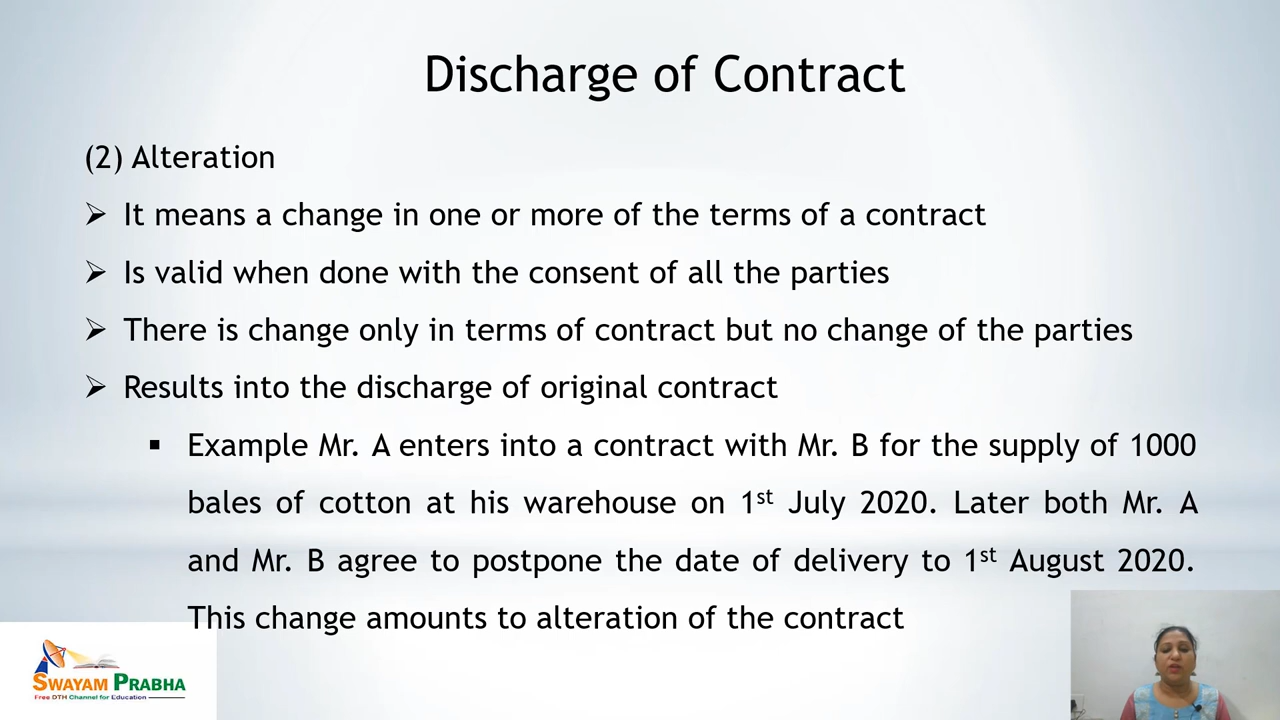 Discharge of Contract
(2) Alteration
➢ It means a change in one or more of the terms of a contract
➢ Is valid when done with the consent of all the parties
➢ There is change only in terms of contract but no change of the parties
➢ Results into the discharge of original contract
▪ Example Mr. A enters into a contract with Mr. B for the supply of 1000
bales of cotton at his warehouse on 1st July 2020. Later both Mr. A
and Mr. B agree to postpone the date of delivery to 1st August 2020.
This change amounts to alteration of the contract
SWAYAM PRABHA
Free DTH Channel for Education